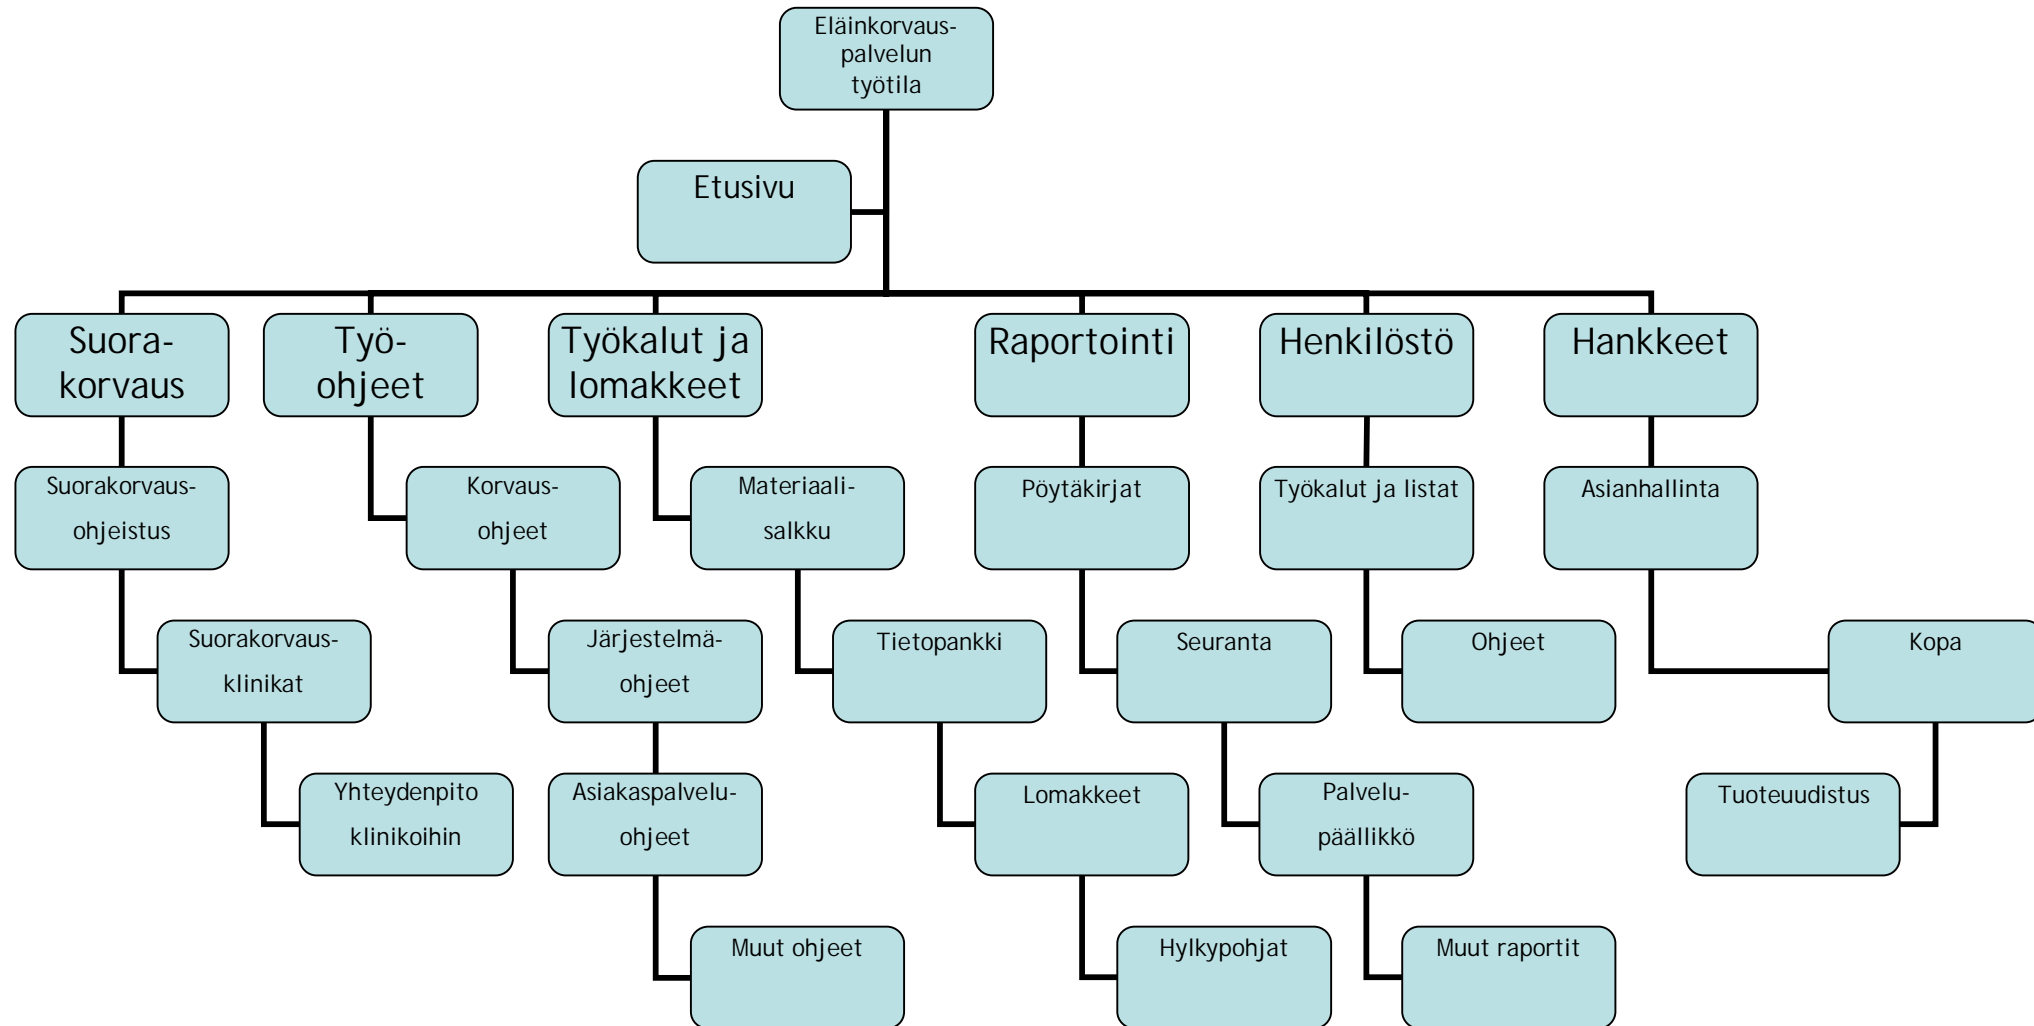 Eläinkorvaus-
palvelun
työtila
Etusivu
Suora-
korvaus
Työ-
ohjeet
Työkalut ja
lomakkeet
Raportointi
Henkilöstö
Hankkeet
Suorakorvaus-
ohjeistus
Korvaus-
ohjeet
Materiaali-
salkku
Pöytäkirjat
Työkalut ja listat
Asianhallinta
Suorakorvaus-
klinikat
Järjestelmä-
ohjeet
Tietopankki
Seuranta
Ohjeet
Kopa
Yhteydenpito
klinikoihin
Asiakaspalvelu-
ohjeet
Lomakkeet
Palvelu-
päällikkö
Tuoteuudistus
Muut ohjeet
Hylkypohjat
Muut raportit